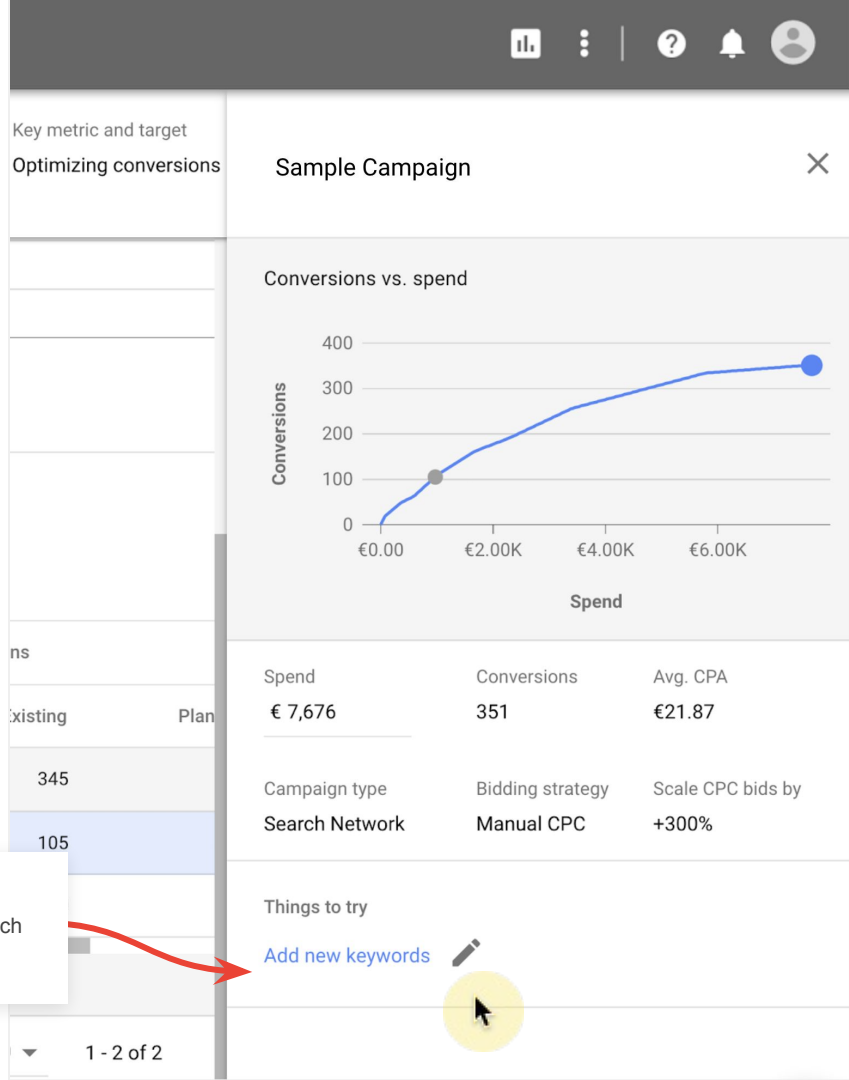 Key metric and target
Optimizing conversions
Sample Campaign
Conversions vs. spend
400
300
200
100
0
Conversions
€0.00 €2.00K €4.00K €6.00K
Spend
ns
Existing Plan
345
105
ch
1 - 2 of 2
Spend Conversions Avg. CPA
€ 7,676 351 €21.87
Campaign type Bidding strategy Scale CPC bids by
Search Network Manual CPC +300%
Things to try
Add new keywords